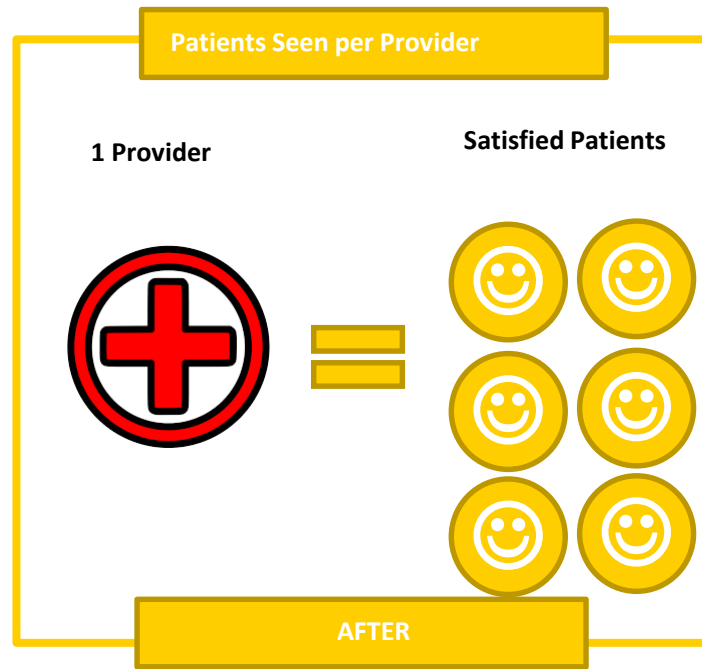 Patients Seen per Provider
1 Provider
Satisfied Patients
AFTER